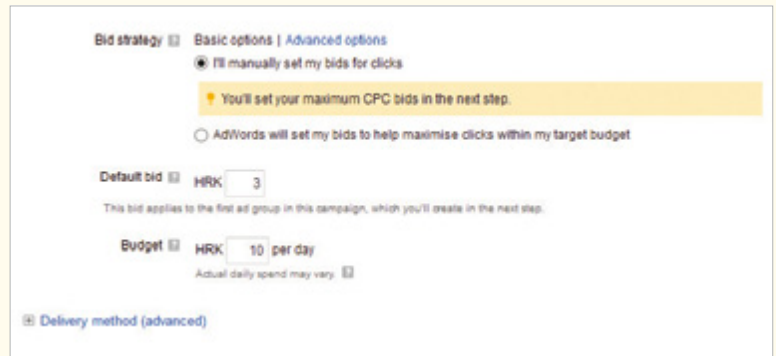 Bid strategy Basic options | Advanced options
I'll manually set my bids for clicks
You'll set your maximum CPC bids in the next step.
AdWords will set my bids to help maximise clicks within my target budget
Default bid HRK 3
This bid applies to the first ad group in this campaign, which you'll create in the next step.
Budget HRK 10 per day
Actual daily spend may vary.
Delivery method (advanced)